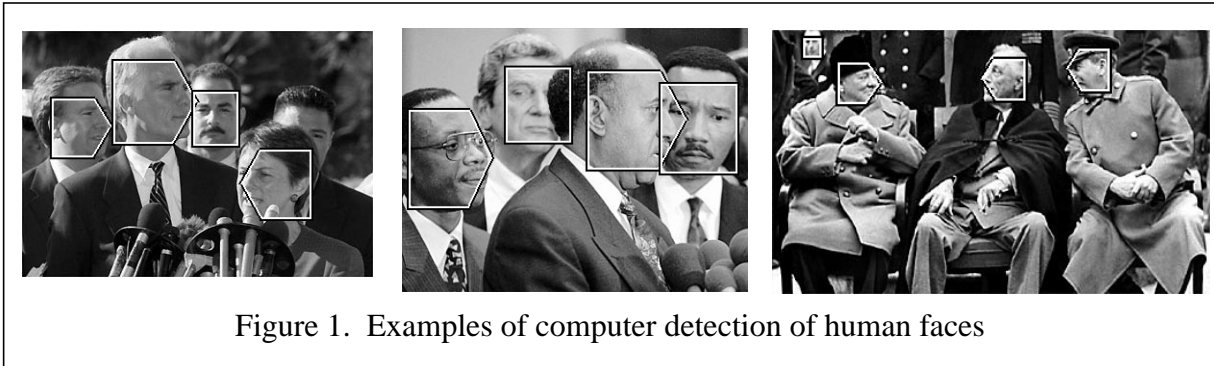 Figure 1.  Examples of computer detection of human faces